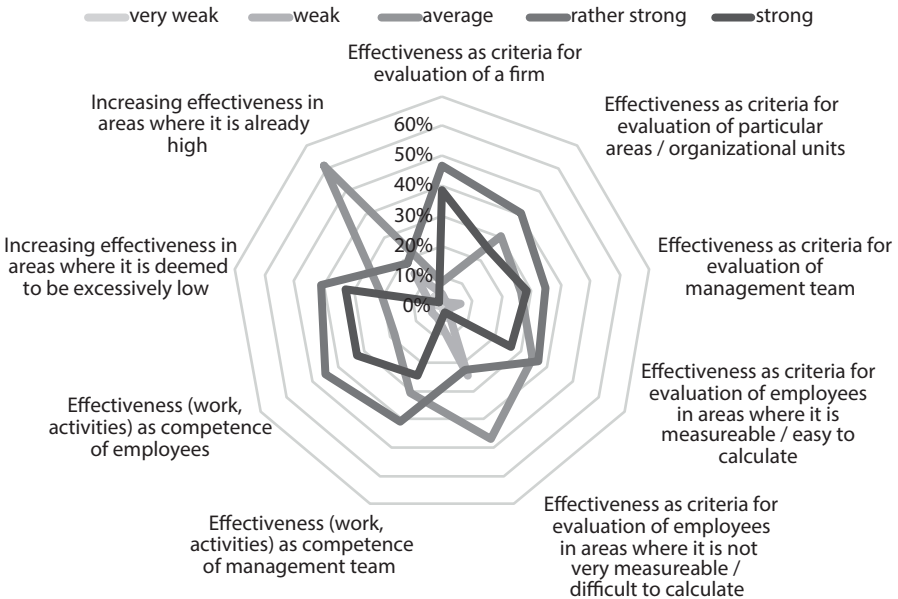 very weak weak average rather strong strong
Effectiveness as criteria for
evaluation of a firm
Effectiveness as criteria for
evaluation of particular
areas / organizational units
Effectiveness as criteria for
evaluation of
management team
Effectiveness as criteria for
evaluation of employees
in areas where it is
measureable / easy to
calculate
Effectiveness as criteria for
evaluation of employees
in areas where it is not
very measureable /
difficult to calculate
Effectiveness (work,
activities) as competence
of management team
Effectiveness (work,
activities) as competence
of employees
Increasing effectiveness in
areas where it is deemed
to be excessively low
Increasing effectiveness in
areas where it is already
high
60%
50%
40%
30%
20%
10%
0%